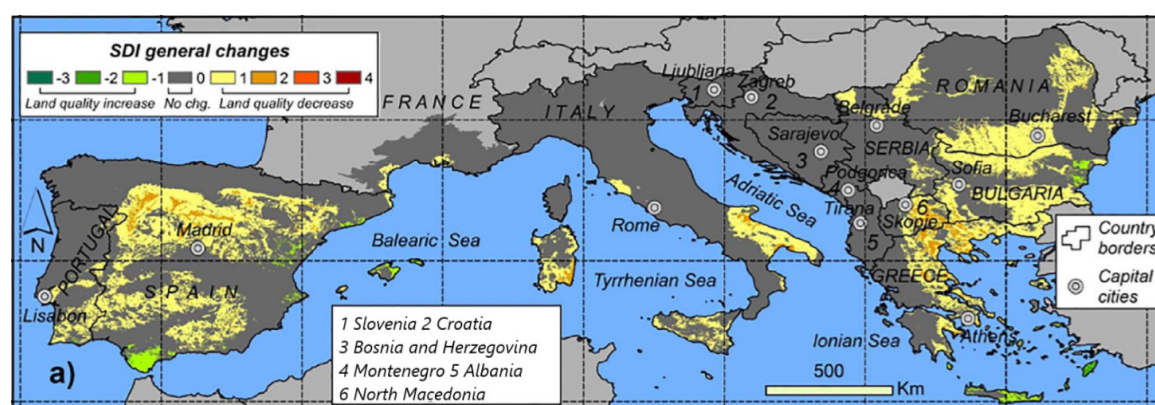 SDI general changes
-3 -2 -1 0 1 2 3 4
Land quality increase No chg. Land quality decrease
FRANCE
ITALY
Ljubljana
1
Zagreb
2
ROMANIA
Belgrade
Bucharest
Sarajevo
3
SERBIA
Sofia
Podgorica
4
BULGARIA
Adriatic Sea
Tirana
Skopje
6
5
N
PORTUGAL
Madrid
Balearic Sea
Rome
Country borders
Capital cities
Tyrrhenian Sea
GREECE
SPAIN
Lisabon
Ionian Sea
Athens
1 Slovenia 2 Croatia
3 Bosnia and Herzegovina
4 Montenegro 5 Albania
6 North Macedonia
a)
500
Km